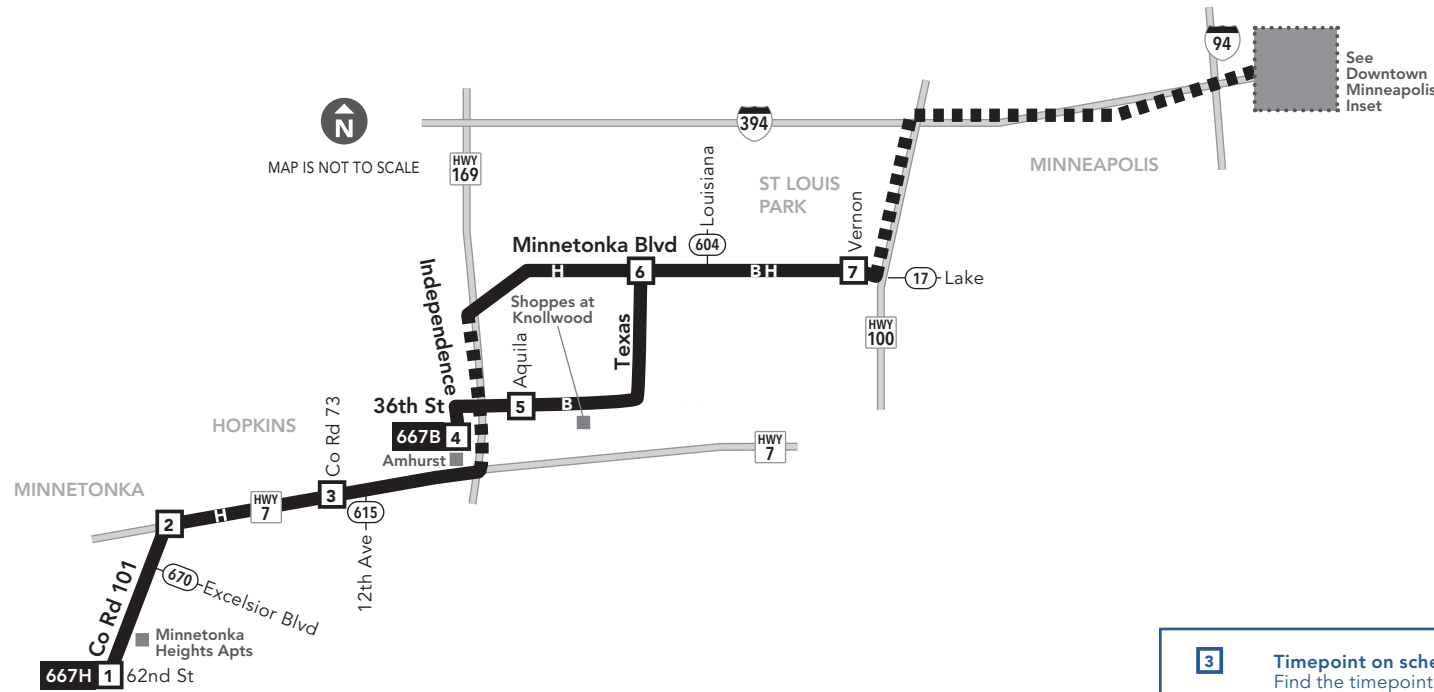 94
See
Downtown
Minneapolis
Inset
N
MAP IS NOT TO SCALE
394
HWY
169
MINNEAPOLIS
ST LOUIS
PARK
Louisiana
604
Vernon
Minnetonka Blvd
H
6
B H
7
17
Lake
Independence
Shoppes at
Knollwood
Texas
HWY
100
Aquila
36th St
5
B
667B
4
Amhurst
HOPKINS
Co Rd 73
HWY
7
MINNETONKA
3
2
H
HWY
7
615
12th Ave
Co Rd 101
670
Excelsior Blvd
Minnetonka
Heights Apts
667H
1
62nd St
3
Timepoint on sche
Find the timepoint